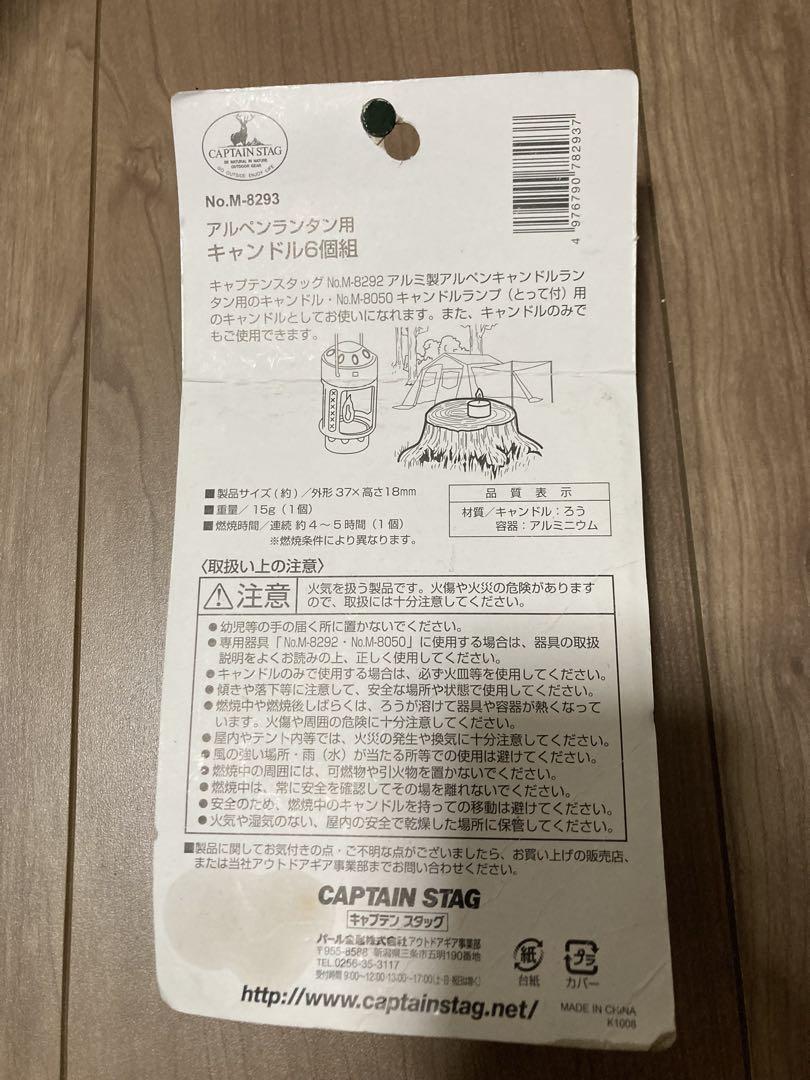 CAPTAIN STAG
BE NATURAL IN NATURE
OUTDOOR GEAR
GO OUTSIDE ENJOY LIFE
4 976790 782937
No.M-8293
アルペンランタン用
キャンドル6個組
キャプテンスタッグ No.M-8292 アルミ製アルペンキャンドルラン
タン用のキャンドル・No.M-8050 キャンドルランプ(とって付)用
のキャンドルとしてお使いになれます。また、キャンドルのみで
もご使用できます。
■製品サイズ(約)/外形 37×高さ18mm
■重量/15g(1個)
■燃焼時間/連続 約4〜5時間(1個)
※燃焼条件により異なります。
品質表示
材質/キャンドル:ろう
容器:アルミニウム
〈取扱い上の注意〉
⚠注意
火気を扱う製品です。火傷や火災の危険があります
ので、取扱には十分注意してください。
●幼児等の手の届く所に置かないでください。
●専用器具「No.M-8292・No.M-8050」に使用する場合は、器具の取扱
説明をよくお読みの上、正しく使用してください。
●キャンドルのみで使用する場合は、必ず火皿等を使用してください。
●傾きや落下等に注意して、安全な場所や状態で使用してください。
●燃焼中や燃焼後しばらくは、ろうが溶けて器具や容器が熱くなって
います。火傷や周囲の危険に十分注意してください。
●屋内やテント内等では、火災の発生や換気に十分注意してください。
●風の強い場所・雨(水)が当たる所等での使用は避けてください。
●燃焼中の周囲には、可燃物や引火物を置かないでください。
●燃焼中は、常に安全を確認してその場を離れないでください。
●安全のため、燃焼中のキャンドルを持っての移動は避けてください。
●火気や湿気のない、屋内の安全で乾燥した場所に保管してください。
■製品に関してお気付きの点・ご不明な点がございましたら、お買い上げの販売店、
または当社アウトドアギア事業部までお問い合わせください。
CAPTAIN STAG
キャプテン スタッグ
パール金属株式会社 アウトドアギア事業部
〒955-8588 新潟県三条市五明190番地
TEL.0256-35-3117
受付時間 9:00〜12:00・13:00〜17:00(土・日・祝日は除く)
http://www.captainstag.net/
紙
台紙
プラ
カバー
MADE IN CHINA
K1008